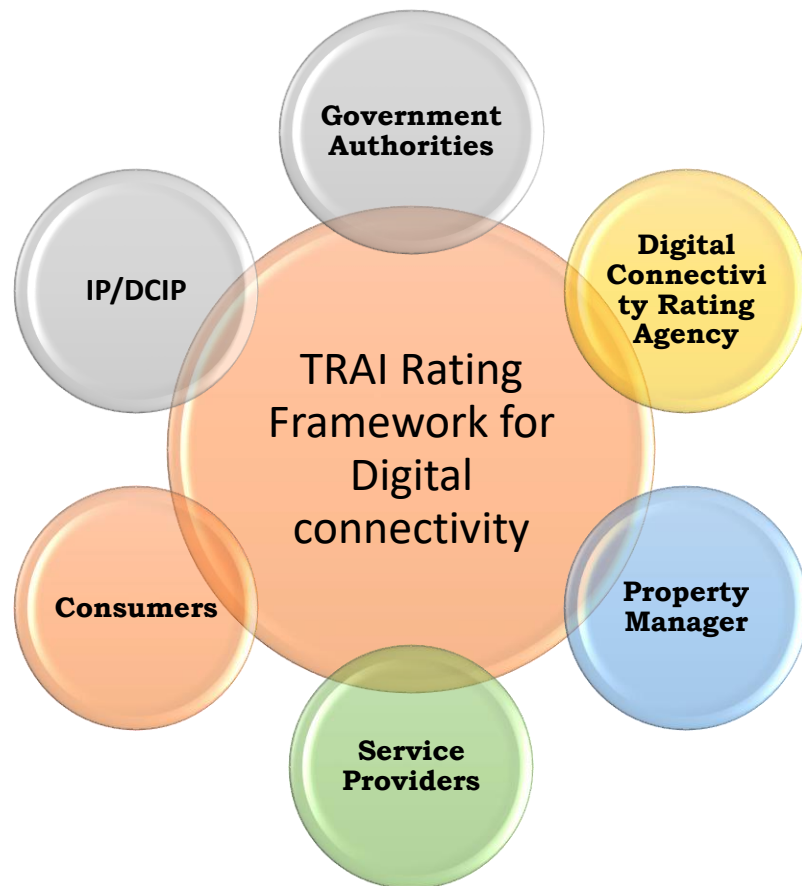 Government
Authorities
Digital
Connectivi
ty Rating
Agency
IP/DCIP
TRAI Rating
Framework for
Digital
connectivity
Consumers
Property
Manager
Service
Providers